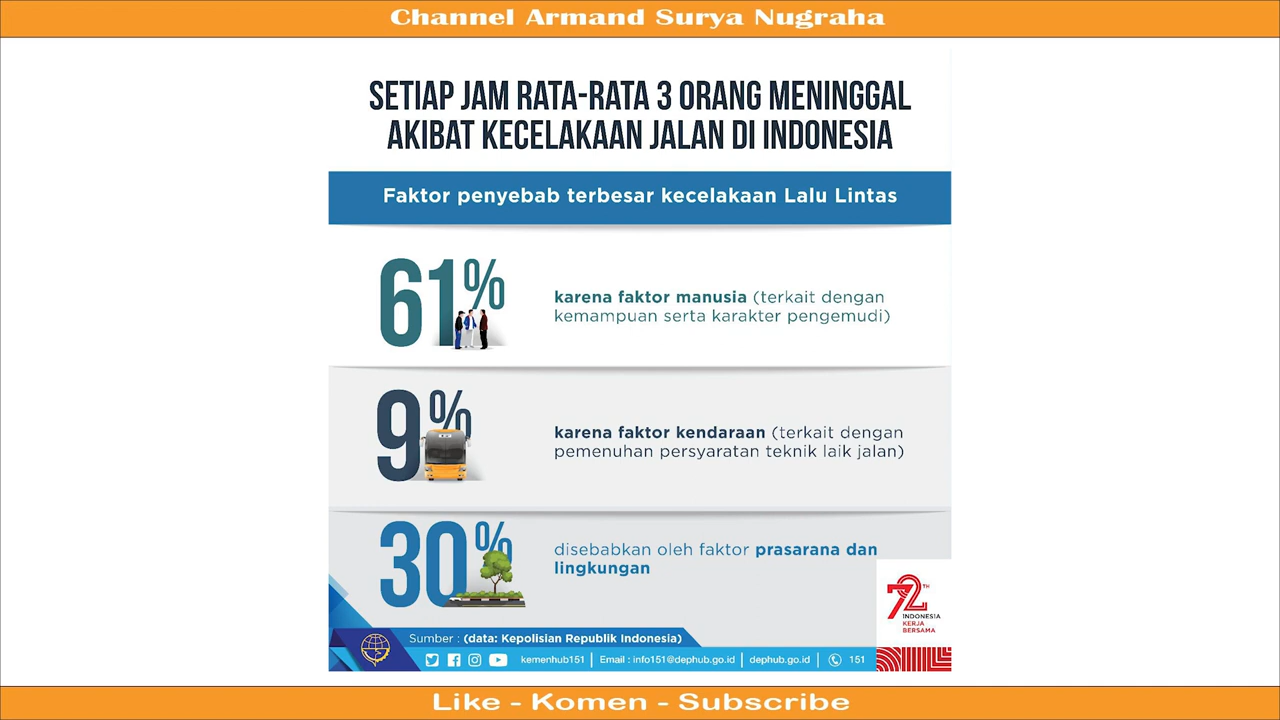 Channel Armand Surya Nugraha
SETIAP JAM RATA-RATA 3 ORANG MENINGGAL
AKIBAT KECELAKAAN JALAN DI INDONESIA
Faktor penyebab terbesar kecelakaan Lalu Lintas
61%
karena faktor manusia (terkait dengan
kemampuan serta karakter pengemudi)
9%
karena faktor kendaraan (terkait dengan
pemenuhan persyaratan teknik laik jalan)
30%
disebabkan oleh faktor prasarana dan
lingkungan
72TH
INDONESIA
KERJA
BERSAMA
Sumber : (data: Kepolisian Republik Indonesia)
kemenhub151 | Email : info151@dephub.go.id | dephub.go.id | 151
Like - Komen - Subscribe